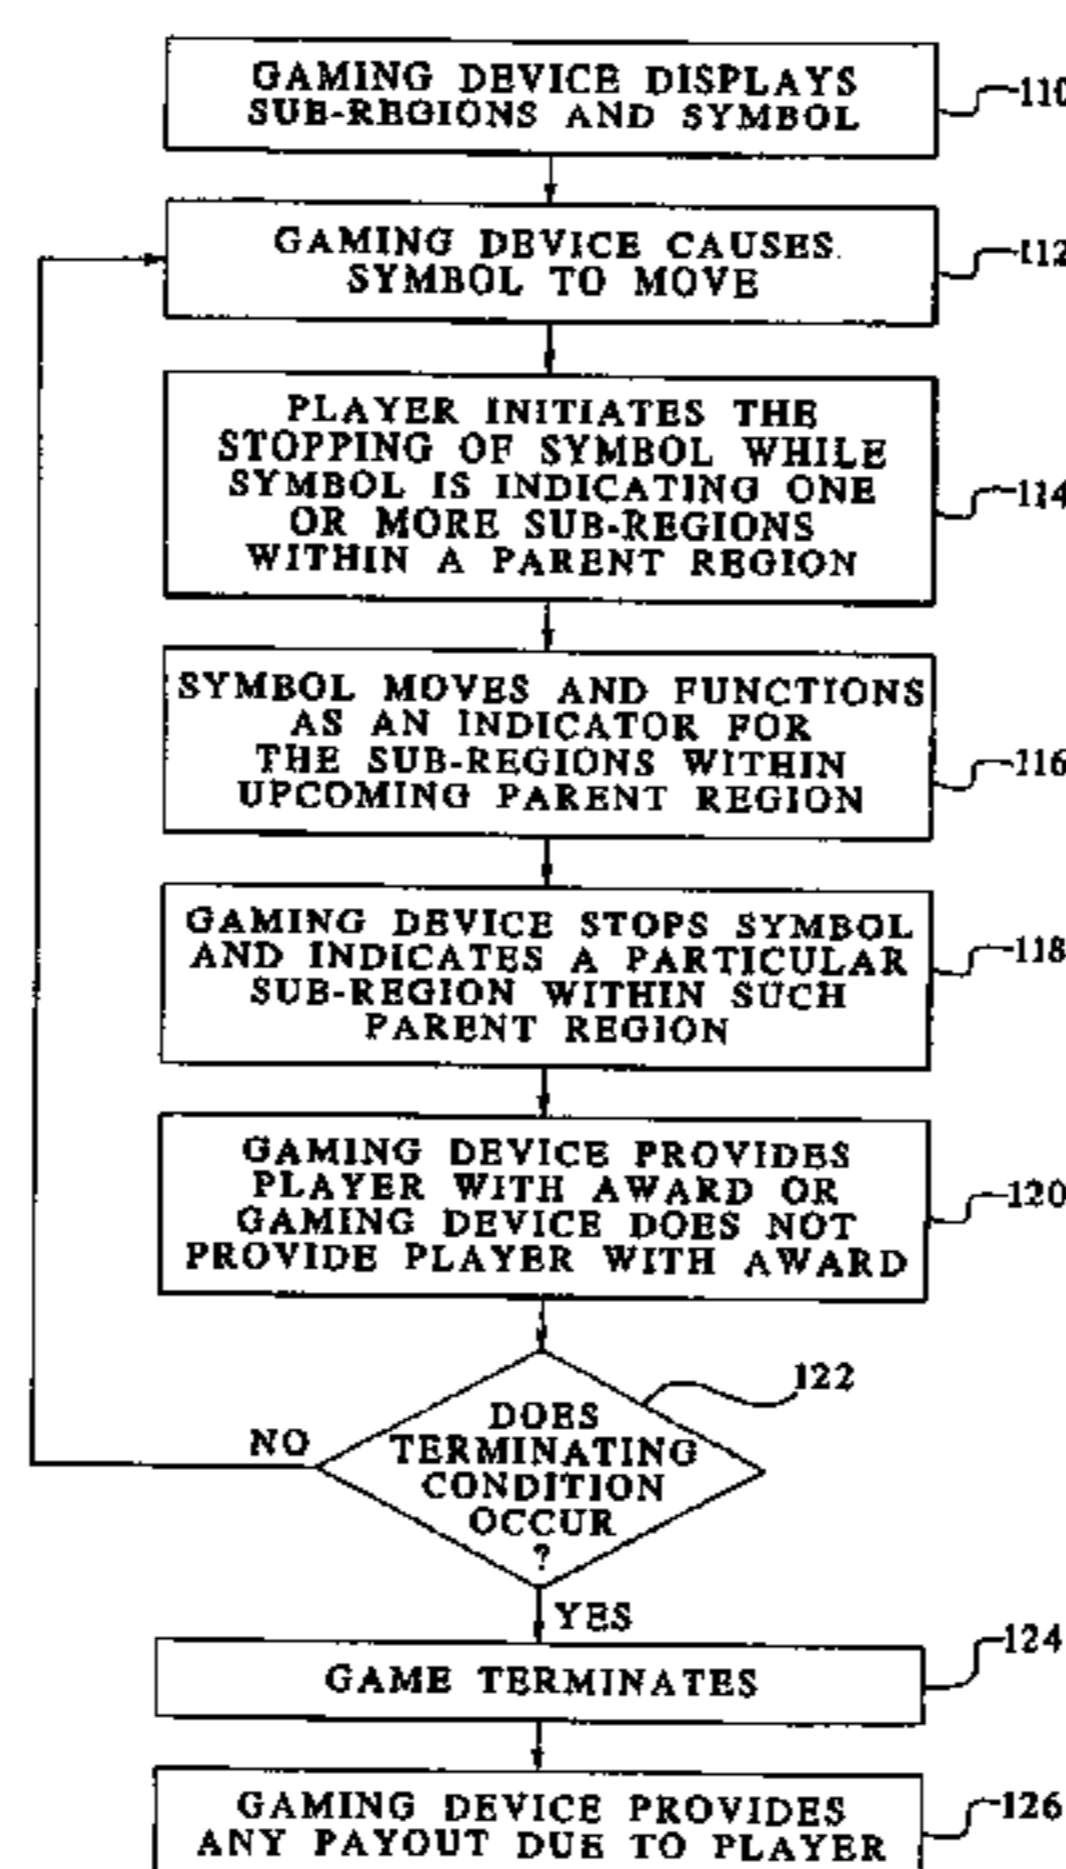 GAMING DEVICE DISPLAYS
SUB-REGIONS AND SYMBOL
110
GAMING DEVICE CAUSES
SYMBOL TO MOVE
112
PLAYER INITIATES THE
STOPPING OF SYMBOL WHILE
SYMBOL IS INDICATING ONE
OR MORE SUB-REGIONS
WITHIN A PARENT REGION
114
SYMBOL MOVES AND FUNCTIONS
AS AN INDICATOR FOR
THE SUB-REGIONS WITHIN
UPCOMING PARENT REGION
116
GAMING DEVICE STOPS SYMBOL
AND INDICATES A PARTICULAR
SUB-REGION WITHIN SUCH
PARENT REGION
118
GAMING DEVICE PROVIDES
PLAYER WITH AWARD OR
GAMING DEVICE DOES NOT
PROVIDE PLAYER WITH AWARD
120
122
DOES
TERMINATING
CONDITION
OCCUR
?
NO
YES
GAME TERMINATES
124
GAMING DEVICE PROVIDES
ANY PAYOUT DUE TO PLAYER
126